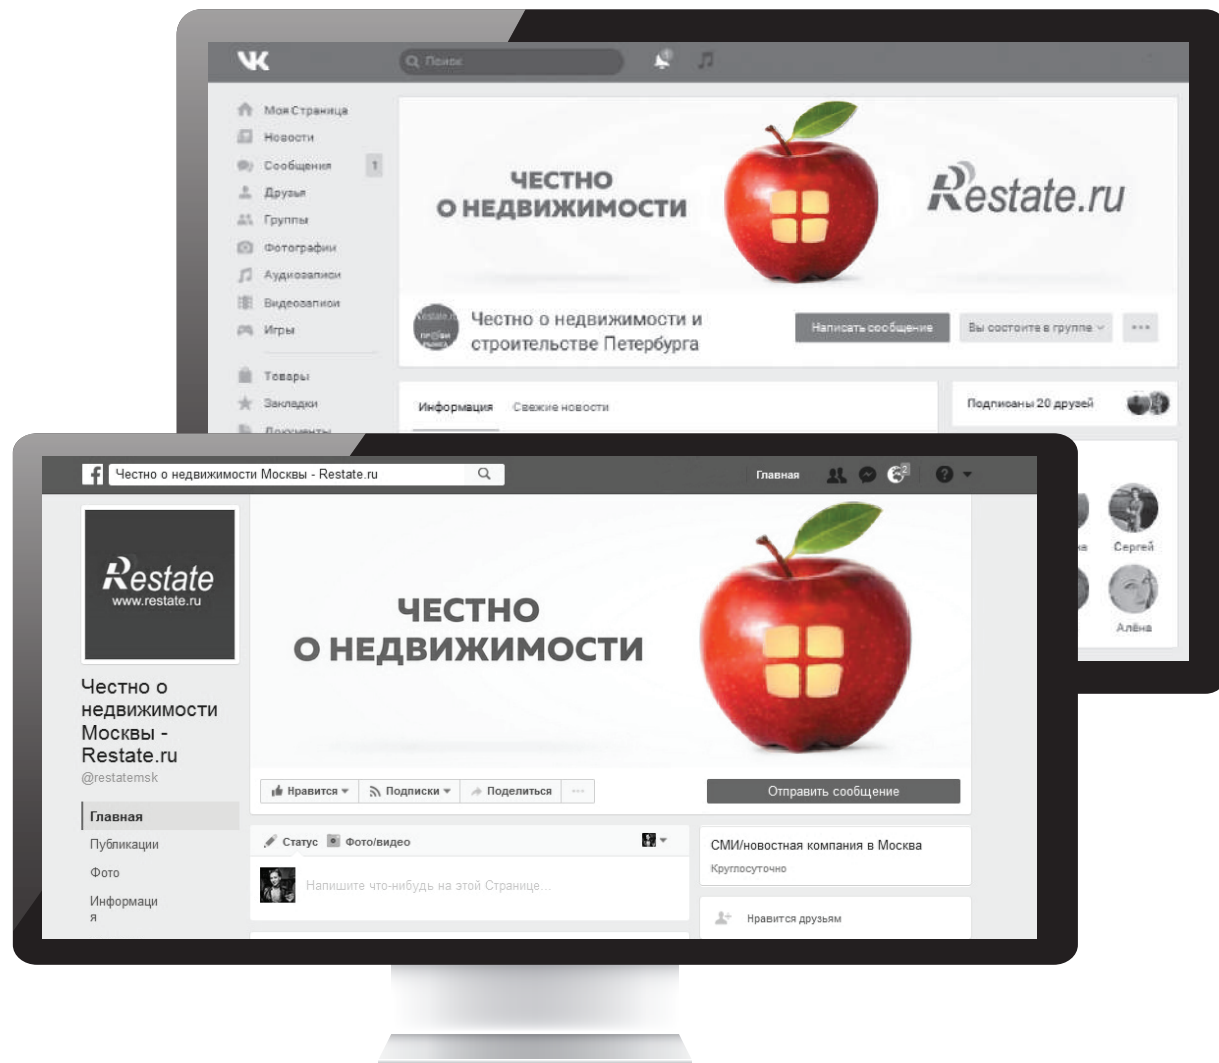 Поиск
1
Моя Страница
Новости
Сообщения 1
Друзья
Группы
Фотографии
Аудиозаписи
Видеозаписи
Игры
Товары
Закладки
Документы
ЧЕСТНО
О НЕДВИЖИМОСТИ
Restate.ru
Честно о недвижимости и
строительстве Петербурга
Написать сообщение
Вы состоите в группе
Информация Свежие новости
Подписаны 20 друзей
Сергей
Алёна
Честно о недвижимости Москвы - Restate.ru
Главная
2
Restate
www.restate.ru
ЧЕСТНО
О НЕДВИЖИМОСТИ
Честно о
недвижимости
Москвы -
Restate.ru
@restatemsk
Главная
Публикации
Фото
Информаци
я
Нравится Подписки Поделиться
Отправить сообщение
Статус Фото/видео
Напишите что-нибудь на этой Странице...
СМИ/новостная компания в Москва
Круглосуточно
Нравится друзьям